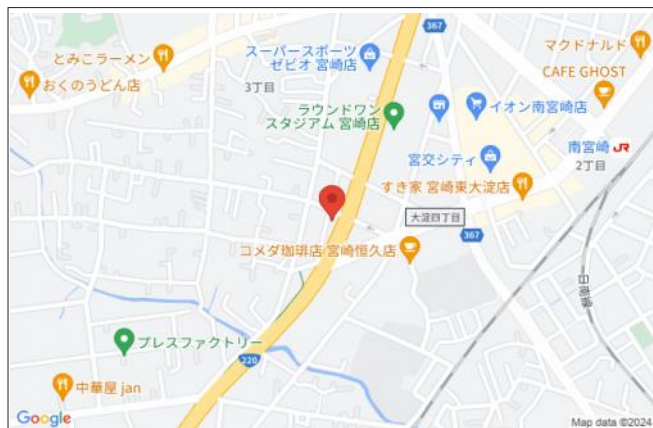 367
とみこラーメン
スーパースポーツ
ゼビオ 宮崎店
マクドナルド
CAFE GHOST
おくのうどん店
3丁目
ラウンドワン
スタジアム 宮崎店
イオン南宮崎店
宮交シティ
南宮崎 JR
2丁目
すき家 宮崎東大淀店
大淀四丁目
367
コメダ珈琲店 宮崎恒久店
日南線
プレスファクトリー
220
中華屋 jan
Google
Map data ©2024